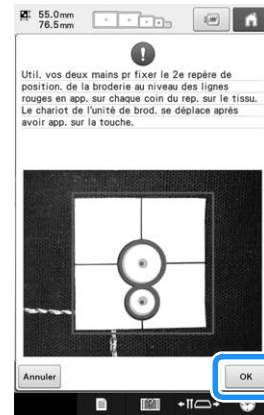 55.0mm
76.5mm
Util. vos deux mains pr fixer le 2e repère de
position. de la broderie au niveau des lignes
rouges en app. sur chaque coin du rep. sur le tissu.
Le chariot de l'unité de brod. se déplace après
avoir app. sur la touche.
Annuler
OK